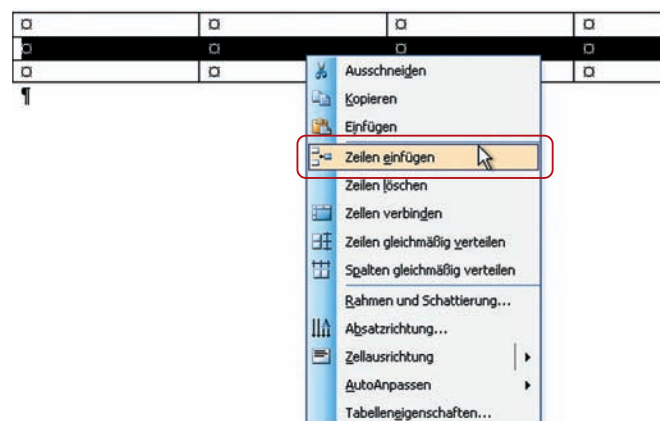 ¤ ¤ ¤ ¤
¤ ¤ ¤
¤ ¤ ¤
¶
Ausschneiden
Kopieren
Einfügen
Zeilen einfügen
Zeilen löschen
Zellen verbinden
Zeilen gleichmäßig verteilen
Spalten gleichmäßig verteilen
Rahmen und Schattierung...
Absatzrichtung...
Zellausrichtung
AutoAnpassen
Tabelleneigenschaften...